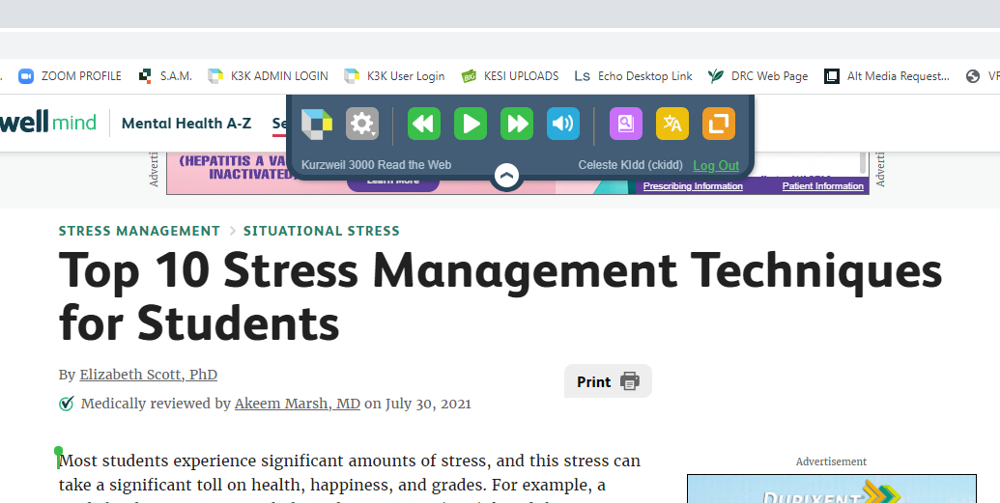 ZOOM PROFILE S.A.M. K3K ADMIN LOGIN K3K User Login KESI UPLOADS Ls Echo Desktop Link DRC Web Page Alt Media Request... VR
well mind Mental Health A-Z Se
Kurzweil 3000 Read the Web Celeste KIdd (ckidd) Log Out
(HEPATITIS A VA
INACTIVATED)
Learn More
Prescribing Information Patient Information
Adverti
Adverti
STRESS MANAGEMENT > SITUATIONAL STRESS
Top 10 Stress Management Techniques
for Students
By Elizabeth Scott, PhD
Print
Medically reviewed by Akeem Marsh, MD on July 30, 2021
Most students experience significant amounts of stress, and this stress can
take a significant toll on health, happiness, and grades. For example, a
Advertisement
DUPIXENT